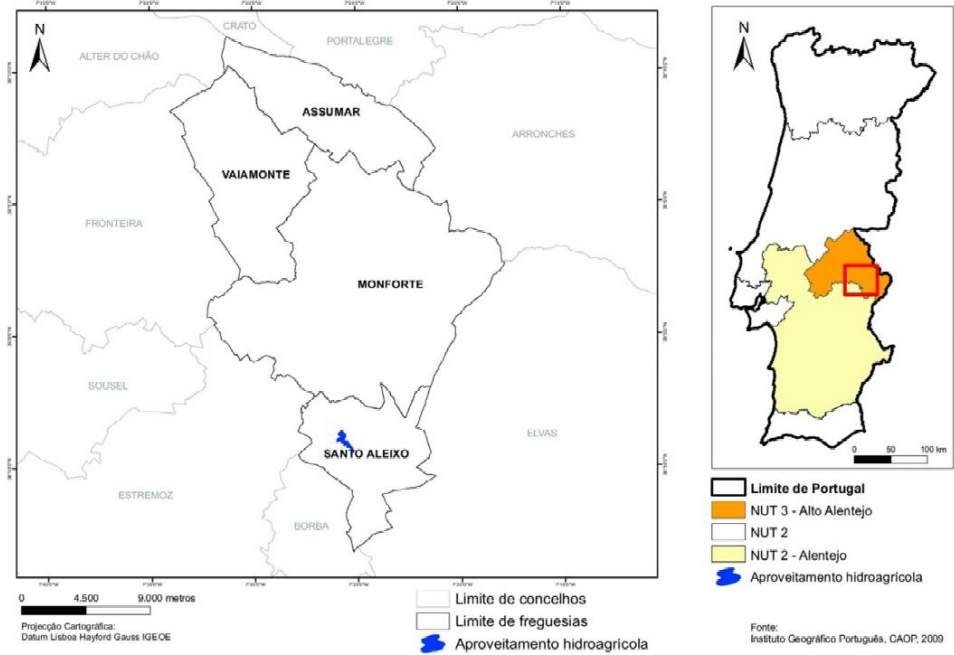 N
CRATO
PORTALEGRE
ALTER DO CHÃO
ASSUMAR
ARRONCHES
VAIAMONTE
FRONTEIRA
MONFORTE
SOUSEL
ELVAS
SANTO ALEIXO
ESTREMOZ
BORBA
0 4.500 9.000 metros
Projecção Cartográfica:
Datum Lisboa Hayford Gauss IGEOE
Limite de concelhos
Limite de freguesias
Aproveitamento hidroagrícola
N
0 50 100 km
Limite de Portugal
NUT 3 - Alto Alentejo
NUT 2
NUT 2 - Alentejo
Aproveitamento hidroagrícola
Fonte:
Instituto Geográfico Português, CAOP, 2009